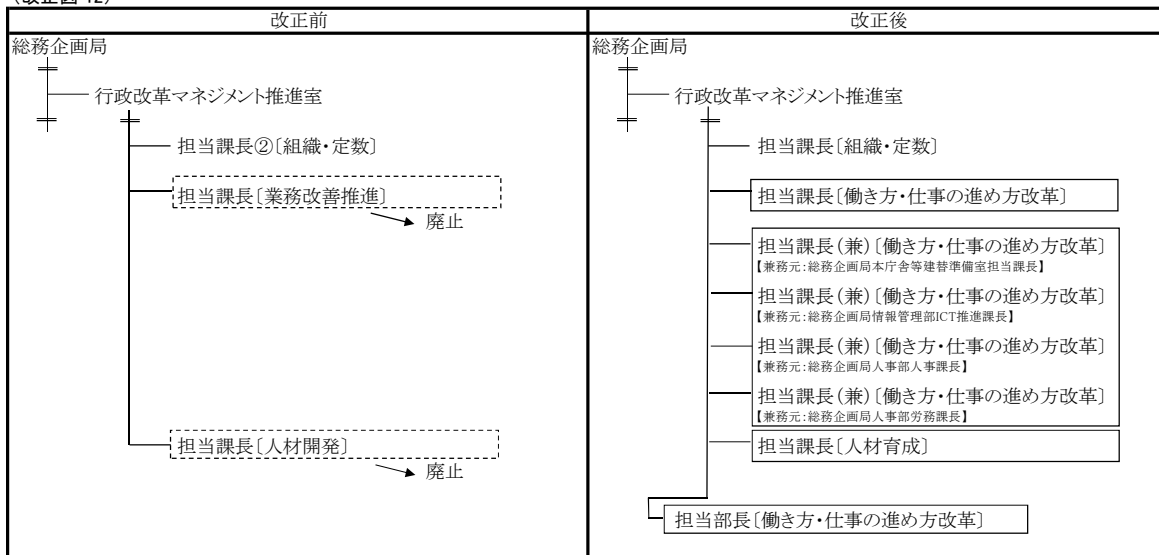 （改正図 12）
改正前
総務企画局
行政改革マネジメント推進室
担当課長②〔組織・定数〕
担当課長〔業務改善推進〕
廃止
担当課長〔人材開発〕
廃止
改正後
総務企画局
行政改革マネジメント推進室
担当課長〔組織・定数〕
担当課長〔働き方・仕事の進め方改革〕
担当課長（兼）〔働き方・仕事の進め方改革〕
【兼務元：総務企画局本庁舎等建替準備室担当課長】
担当課長（兼）〔働き方・仕事の進め方改革〕
【兼務元：総務企画局情報管理部ICT推進課長】
担当課長（兼）〔働き方・仕事の進め方改革〕
【兼務元：総務企画局人事部人事課長】
担当課長（兼）〔働き方・仕事の進め方改革〕
【兼務元：総務企画局人事部労務課長】
担当課長〔人材育成〕
担当部長〔働き方・仕事の進め方改革〕